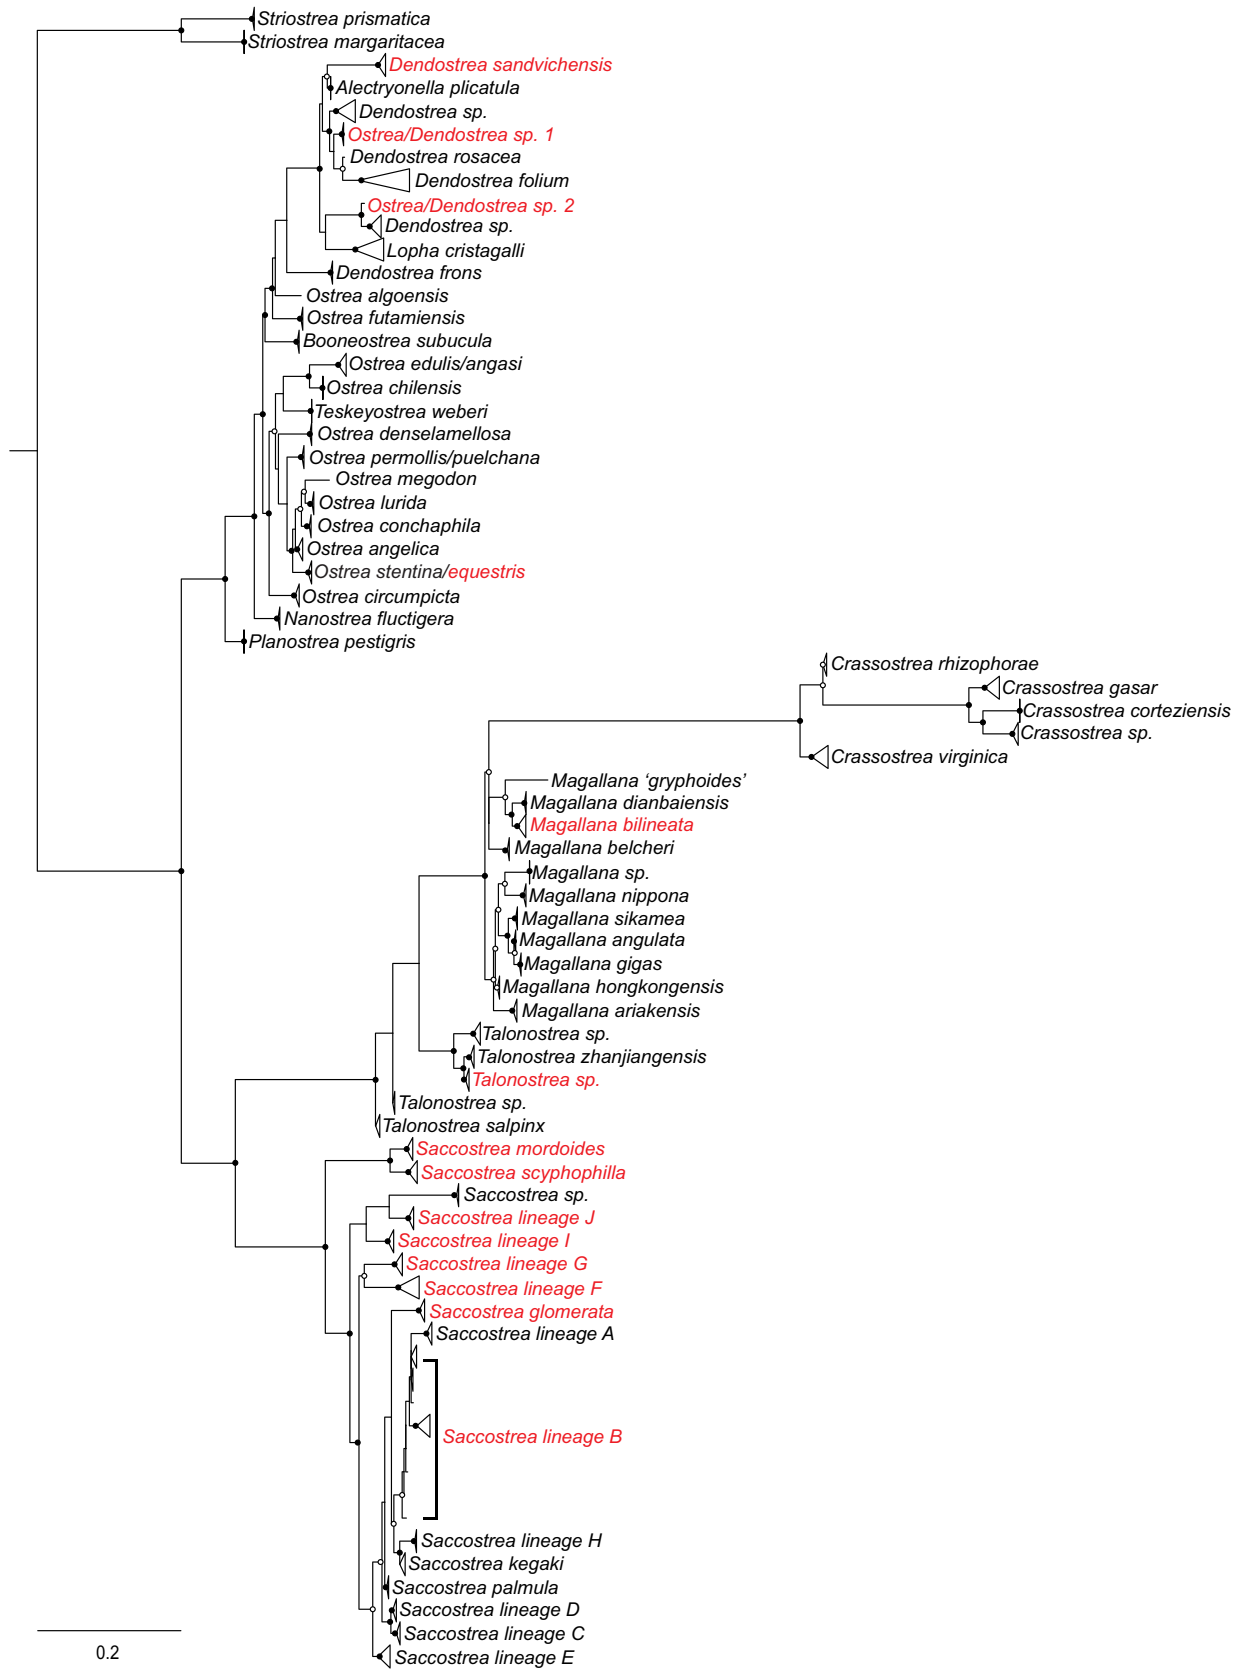 Striostrea prismatica
Striostrea margaritacea
Dendostrea sandvichensis
Alectryonella plicatula
Dendostrea sp.
Ostrea/Dendostrea sp. 1
Dendostrea rosacea
Dendostrea folium
Ostrea/Dendostrea sp. 2
Dendostrea sp.
Lopha cristagalli
Dendostrea frons
Ostrea algoensis
Ostrea futamiensis
Booneostrea subucula
Ostrea edulis/angasi
Ostrea chilensis
Teskeyostrea weberi
Ostrea denselamellosa
Ostrea permollis/puelchana
Ostrea megodon
Ostrea lurida
Ostrea conchaphila
Ostrea angelica
Ostrea stentina/equestris
Ostrea circumpicta
Nanostrea fluctigera
Planostrea pestigris
Crassostrea rhizophorae
Crassostrea gasar
Crassostrea corteziensis
Crassostrea sp.
Crassostrea virginica
Magallana ‘gryphoides’
Magallana dianbaiensis
Magallana bilineata
Magallana belcheri
Magallana sp.
Magallana nippona
Magallana sikamea
Magallana angulata
Magallana gigas
Magallana hongkongensis
Magallana ariakensis
Talonostrea sp.
Talonostrea zhanjiangensis
Talonostrea sp.
Talonostrea sp.
Talonostrea salpinx
Saccostrea mordoides
Saccostrea scyphophilla
Saccostrea sp.
Saccostrea lineage J
Saccostrea lineage I
Saccostrea lineage G
Saccostrea lineage F
Saccostrea glomerata
Saccostrea lineage A
Saccostrea lineage B
Saccostrea lineage H
Saccostrea kegaki
Saccostrea palmula
Saccostrea lineage D
Saccostrea lineage C
Saccostrea lineage E
0.2